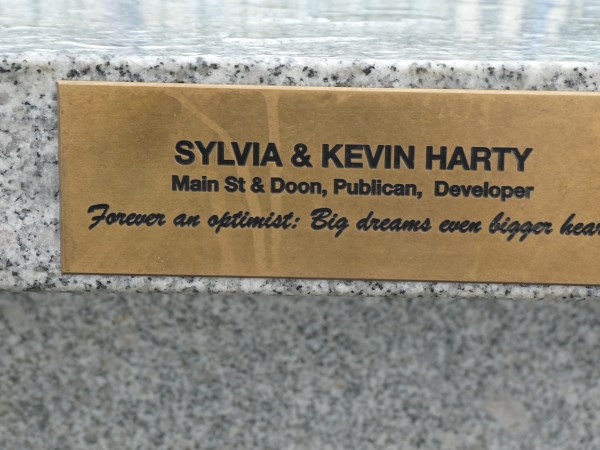 SYLVIA & KEVIN HARTY
Main St & Doon, Publican, Developer
Forever an optimist: Big dreams even bigger